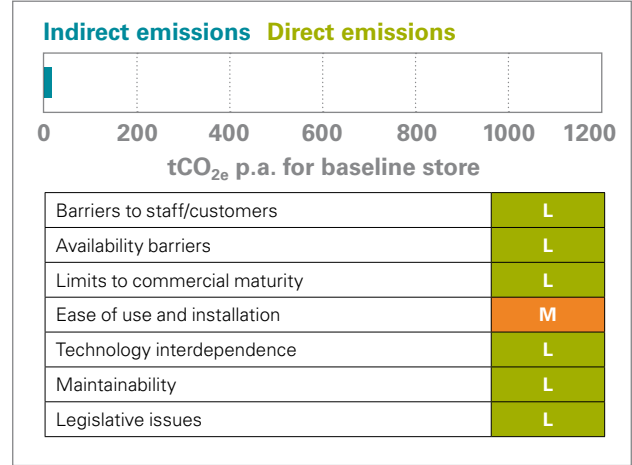 Indirect emissions Direct emissions
0 200 400 600 800 1000 1200
tCO2e p.a. for baseline store
Barriers to staff/customers L
Availability barriers L
Limits to commercial maturity L
Ease of use and installation M
Technology interdependence L
Maintainability L
Legislative issues L